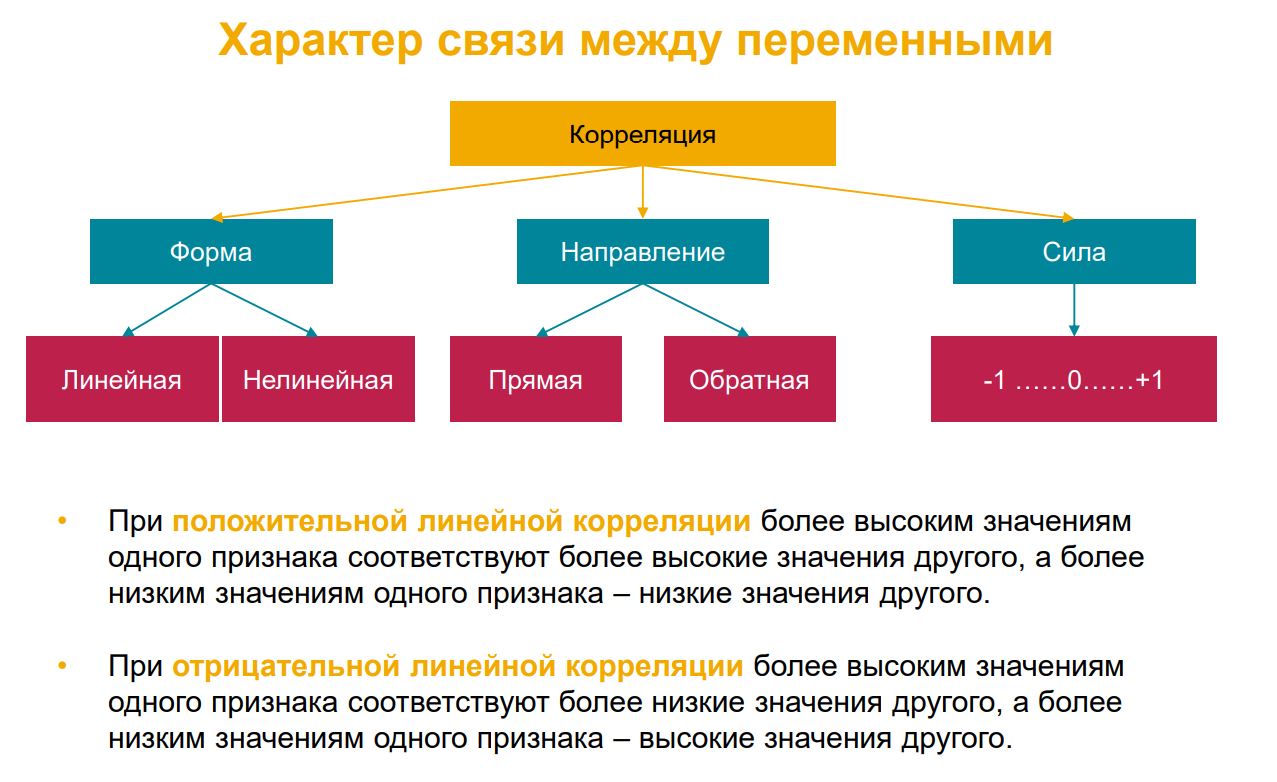 Характер связи между переменными
Корреляция
Форма
Направление
Сила
Линейная
Нелинейная
Прямая
Обратная
-1 ……0……+1
• При положительной линейной корреляции более высоким значениям
одного признака соответствуют более высокие значения другого, а более
низким значениям одного признака – низкие значения другого.
• При отрицательной линейной корреляции более высоким значениям
одного признака соответствуют более низкие значения другого, а более
низким значениям одного признака – высокие значения другого.